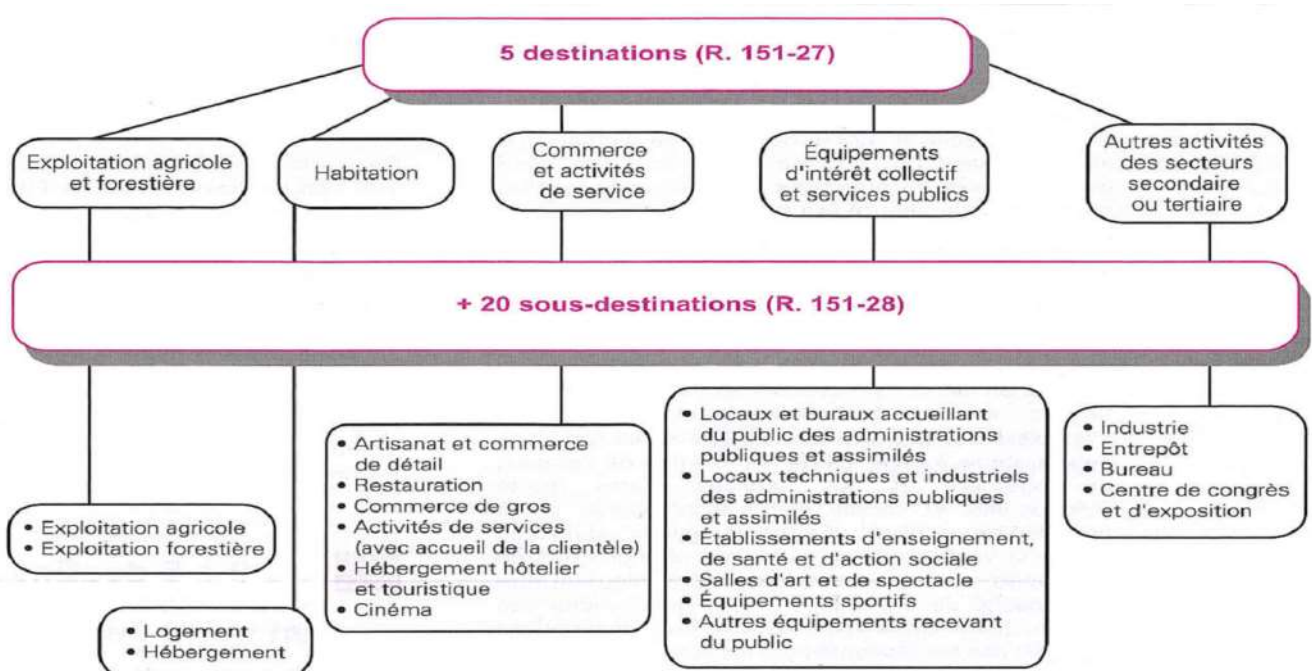 5 destinations (R. 151-27)
Exploitation agricole
et forestière
Habitation
Commerce
et activités
de service
Équipements
d'intérêt collectif
et services publics
Autres activités
des secteurs
secondaire
ou tertiaire
+ 20 sous-destinations (R. 151-28)
• Exploitation agricole
• Exploitation forestière
• Logement
• Hébergement
• Artisanat et commerce
de détail
• Restauration
• Commerce de gros
• Activités de services
(avec accueil de la clientèle)
• Hébergement hôtelier
et touristique
• Cinéma
• Locaux et buraux accueillant
du public des administrations
publiques et assimilés
• Locaux techniques et industriels
des administrations publiques
et assimilés
• Établissements d'enseignement,
de santé et d'action sociale
• Salles d'art et de spectacle
• Équipements sportifs
• Autres équipements recevant
du public
• Industrie
• Entrepôt
• Bureau
• Centre de congrès
et d'exposition